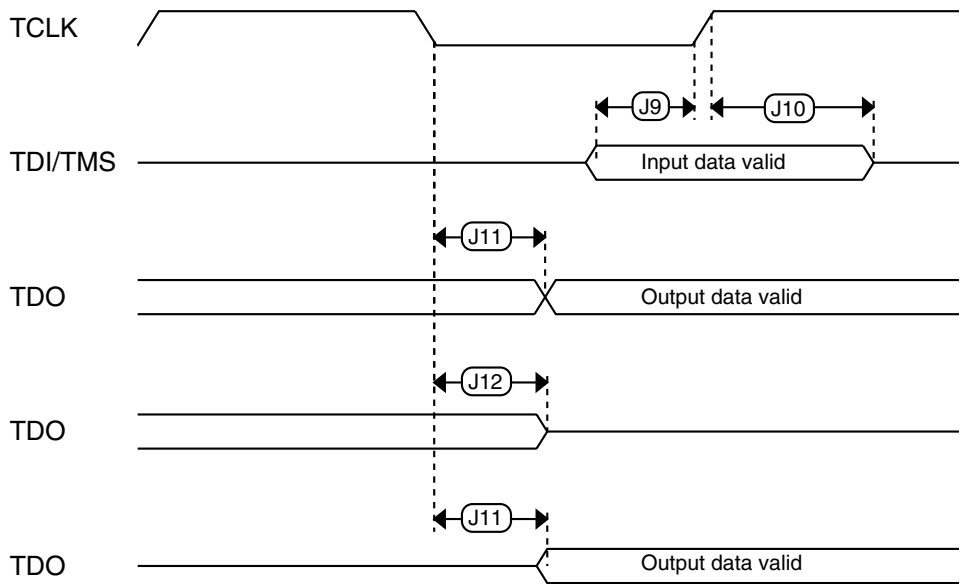 TCLK
J9
J10
TDI/TMS
Input data valid
J11
TDO
Output data valid
J12
TDO
J11
TDO
Output data valid